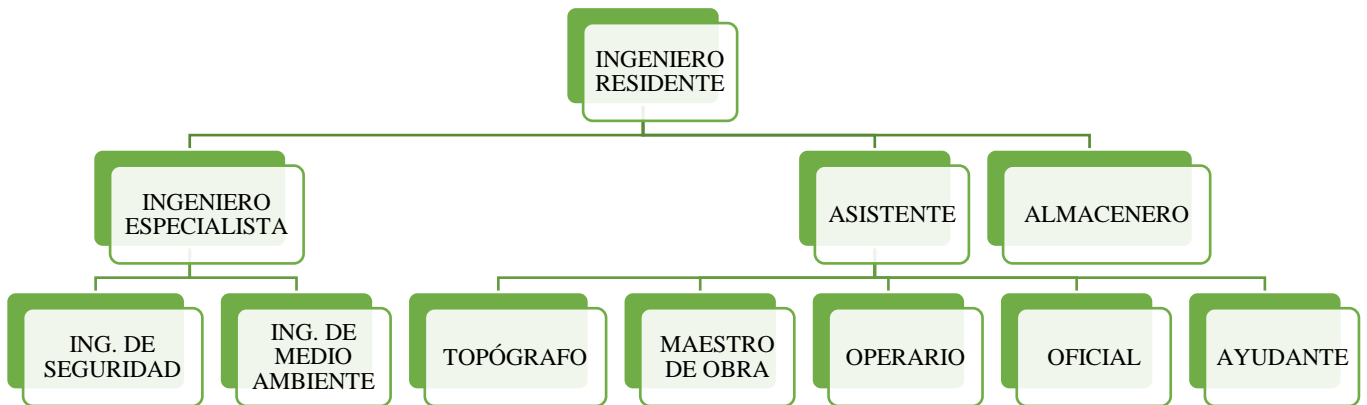 INGENIERO
RESIDENTE
INGENIERO
ESPECIALISTA
ASISTENTE
ALMACENERO
ING. DE
SEGURIDAD
ING. DE
MEDIO
AMBIENTE
TOPÓGRAFO
MAESTRO
DE OBRA
OPERARIO
OFICIAL
AYUDANTE